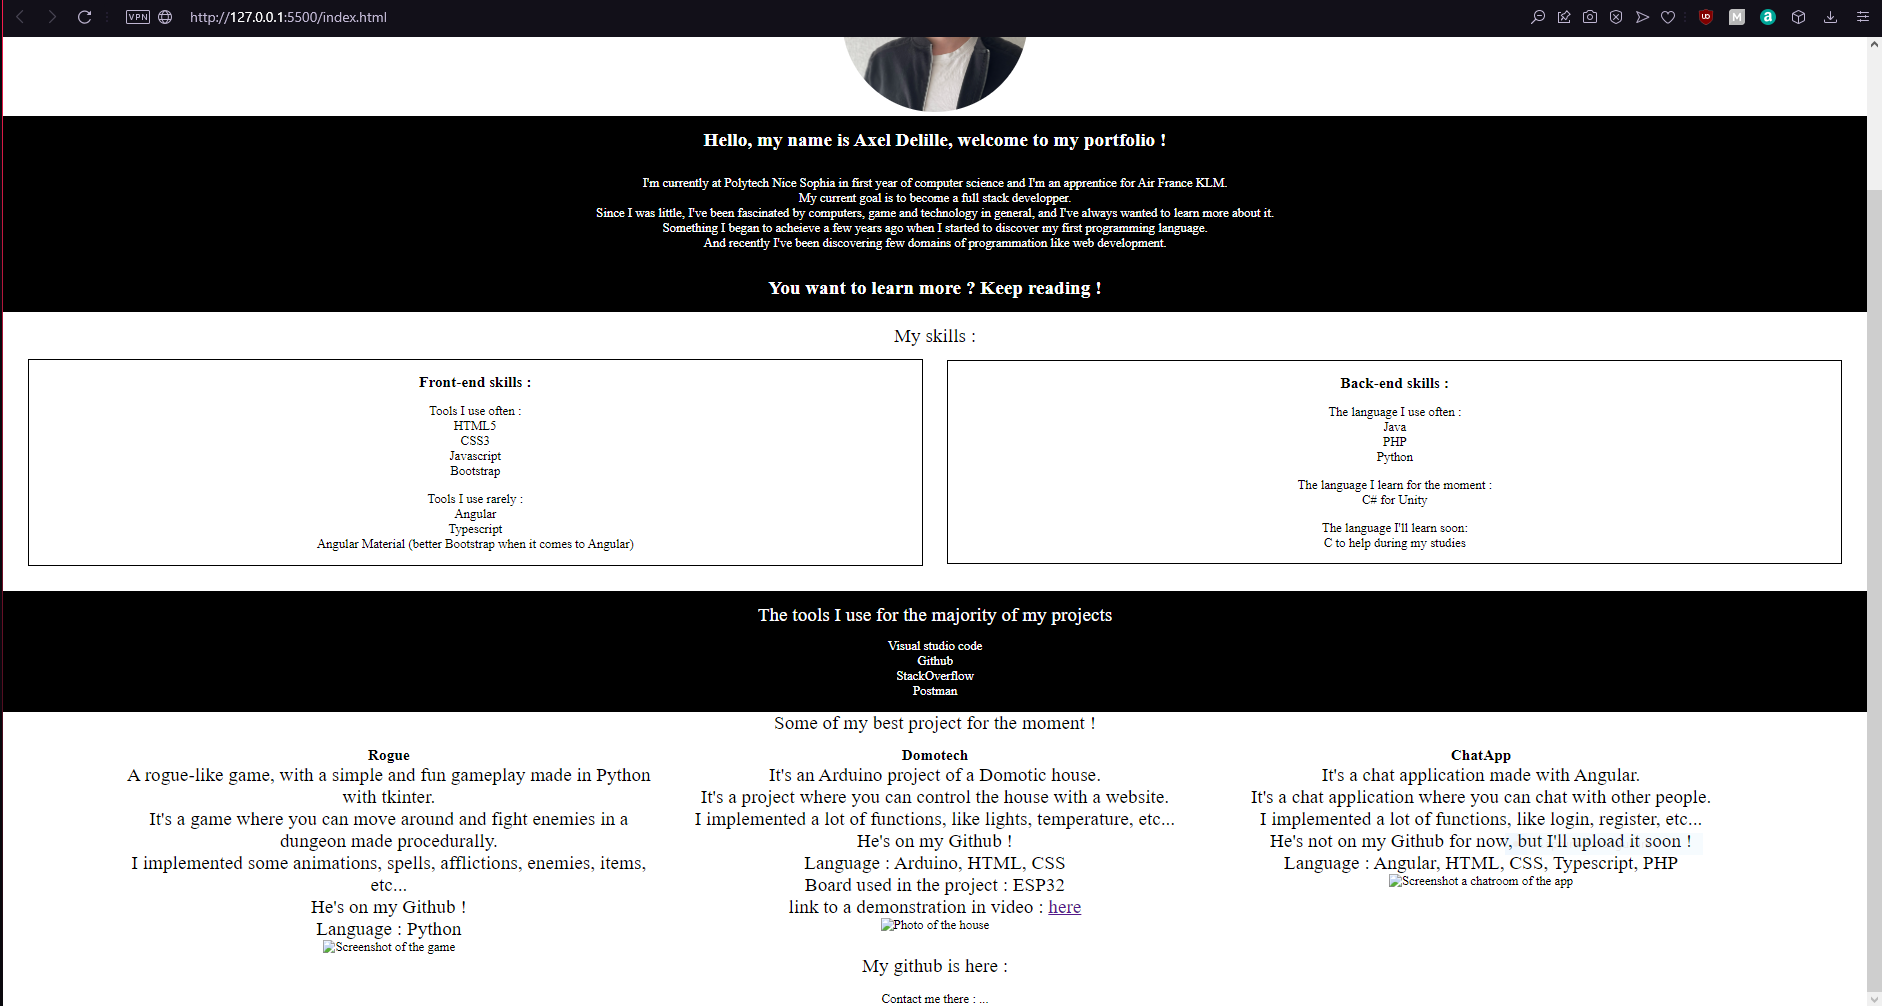 VPN http://127.0.0.1:5500/index.html
Hello, my name is Axel Delille, welcome to my portfolio !
I'm currently at Polytech Nice Sophia in first year of computer science and I'm an apprentice for Air France KLM.
My current goal is to become a full stack developper.
Since I was little, I've been fascinated by computers, game and technology in general, and I've always wanted to learn more about it.
Something I began to acheieve a few years ago when I started to discover my first programming language.
And recently I've been discovering few domains of programmation like web development.
You want to learn more ? Keep reading !
My skills :
Front-end skills :
Tools I use often :
HTML5
CSS3
Javascript
Bootstrap
Tools I use rarely :
Angular
Typescript
Angular Material (better Bootstrap when it comes to Angular)
Back-end skills :
The language I use often :
Java
PHP
Python
The language I learn for the moment :
C# for Unity
The language I'll learn soon:
C to help during my studies
The tools I use for the majority of my projects
Visual studio code
Github
StackOverflow
Postman
Some of my best project for the moment !
Rogue
A rogue-like game, with a simple and fun gameplay made in Python
with tkinter.
It's a game where you can move around and fight enemies in a
dungeon made procedurally.
I implemented some animations, spells, afflictions, enemies, items,
etc...
He's on my Github !
Language : Python
Screenshot of the game
Domotech
It's an Arduino project of a Domotic house.
It's a project where you can control the house with a website.
I implemented a lot of functions, like lights, temperature, etc...
He's on my Github !
Language : Arduino, HTML, CSS
Board used in the project : ESP32
link to a demonstration in video : here
Photo of the house
ChatApp
It's a chat application made with Angular.
It's a chat application where you can chat with other people.
I implemented a lot of functions, like login, register, etc...
He's not on my Github for now, but I'll upload it soon !
Language : Angular, HTML, CSS, Typescript, PHP
Screenshot a chatroom of the app
My github is here :
Contact me there : ...